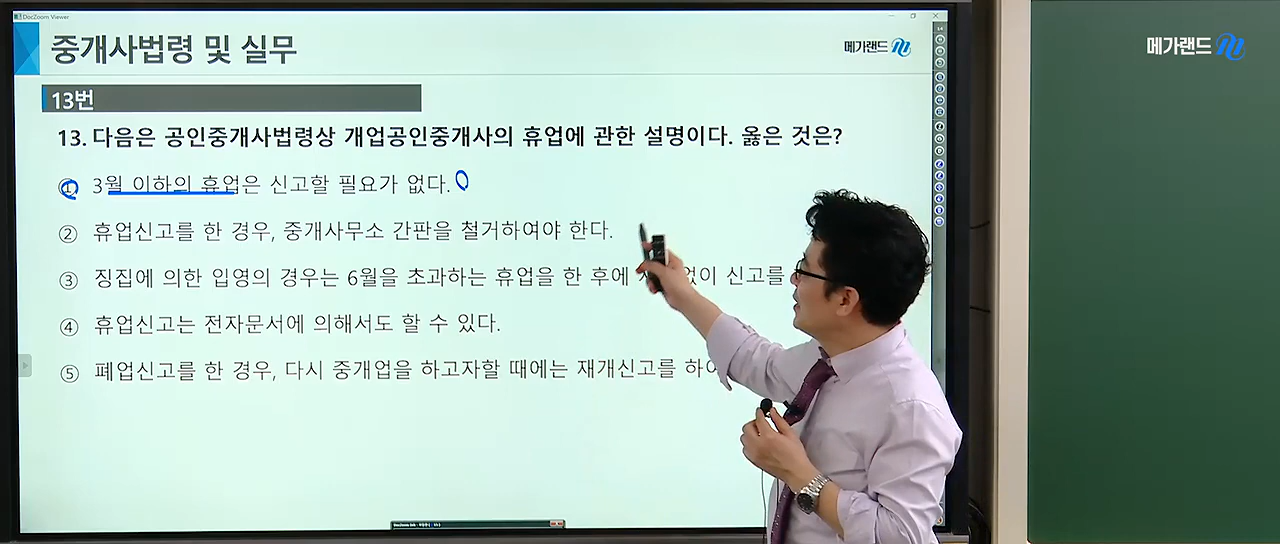 DocZoom Viewer
중개사법령 및 실무
메가랜드
메가랜드
13번
13. 다음은 공인중개사법령상 개업공인중개사의 휴업에 관한 설명이다. 옳은 것은?
① 3월 이하의 휴업은 신고할 필요가 없다.
② 휴업신고를 한 경우, 중개사무소 간판을 철거하여야 한다.
③ 징집에 의한 입영의 경우는 6월을 초과하는 휴업을 한 후에 없이 신고를
④ 휴업신고는 전자문서에 의해서도 할 수 있다.
⑤ 폐업신고를 한 경우, 다시 중개업을 하고자할 때에는 재개신고를